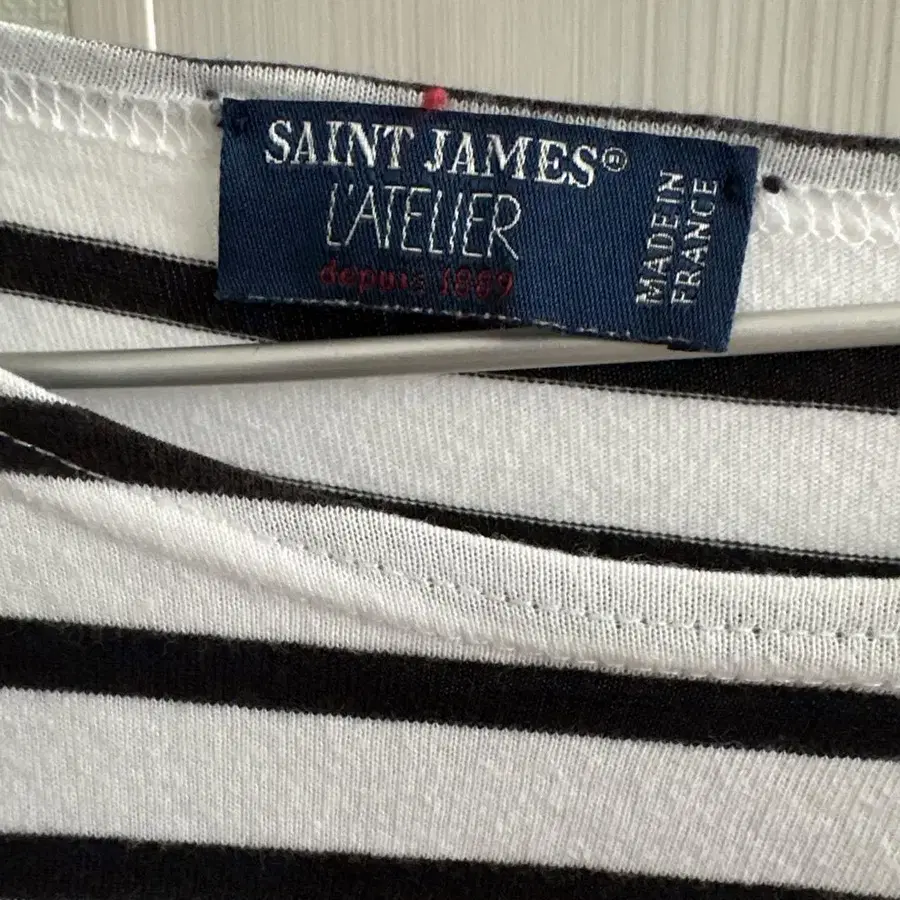 SAINT JAMES®
L'ATELIER
depuis 1889
MADE IN
FRANCE